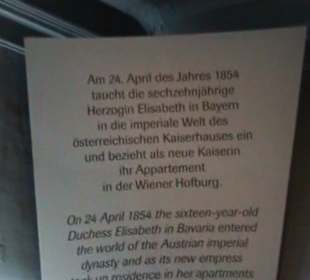 Am 24. April des Jahres 1854
taucht die sechzehnjährige
Herzogin Elisabeth in Bayern
in die imperiale Welt des
österreichischen Kaiserhauses ein
und bezieht als neue Kaiserin
ihr Appartement
in der Wiener Hofburg.
On 24 April 1854 the sixteen-year-old
Duchess Elisabeth in Bavaria entered
the world of the Austrian imperial
dynasty and as its new empress
took up residence in her apartments